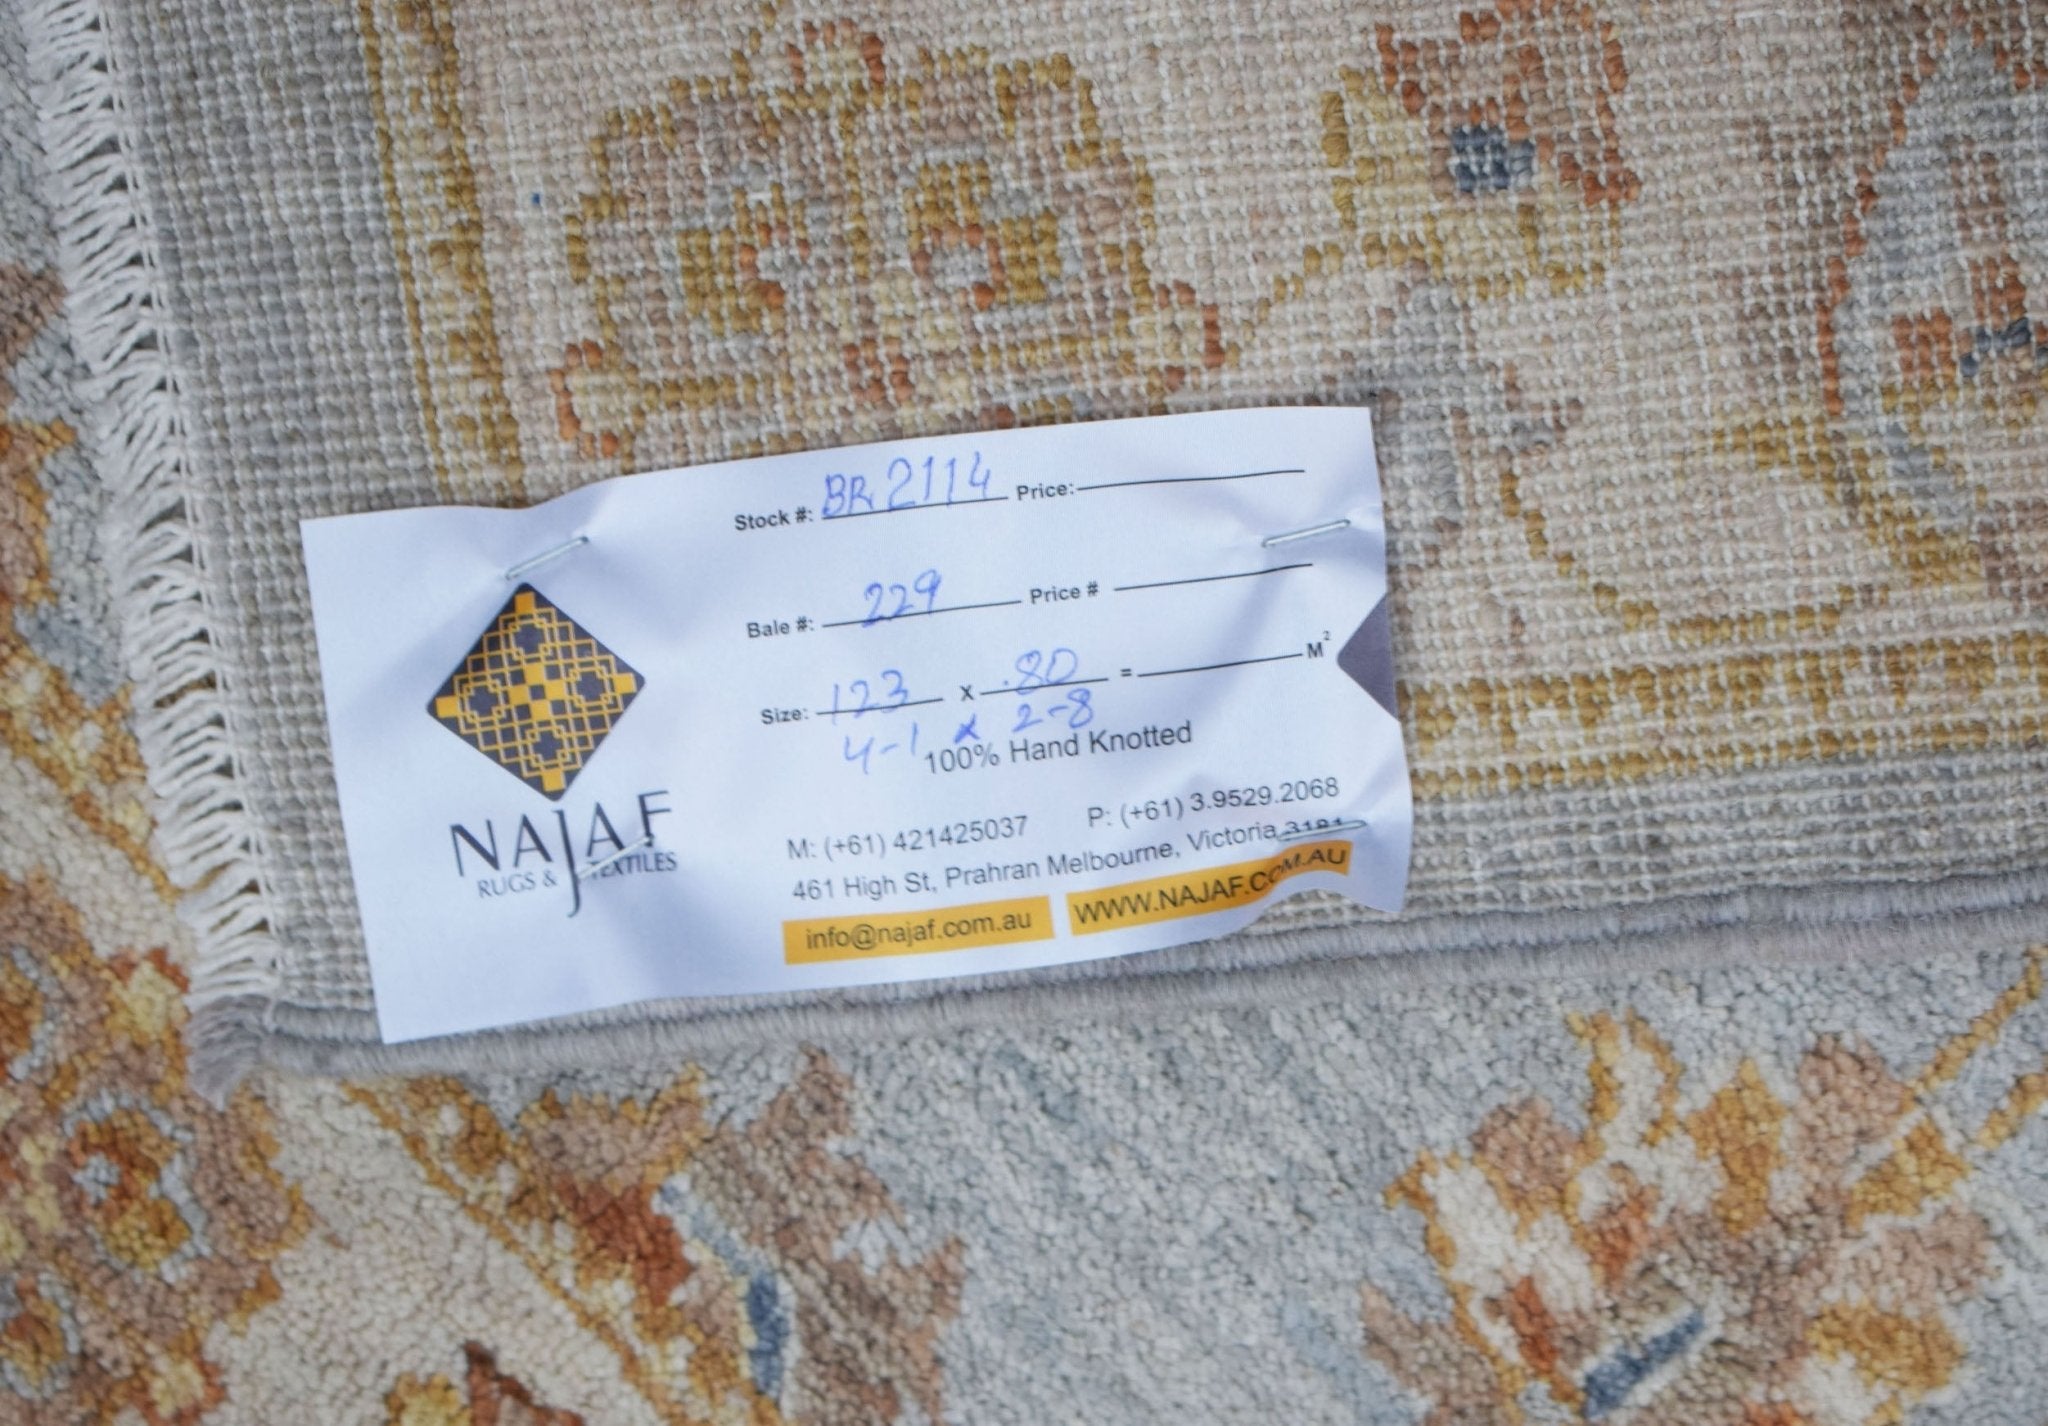 Stock #: BR2114 Price:
Bale #: 229 Price #
Size: 123 x .80 = M²
4-1 x 2-8
100% Hand Knotted
NAJAF
RUGS & TEXTILES
M: (+61) 421425037 P: (+61) 3.9529.2068
461 High St, Prahran Melbourne, Victoria 3181
info@najaf.com.au WWW.NAJAF.COM.AU